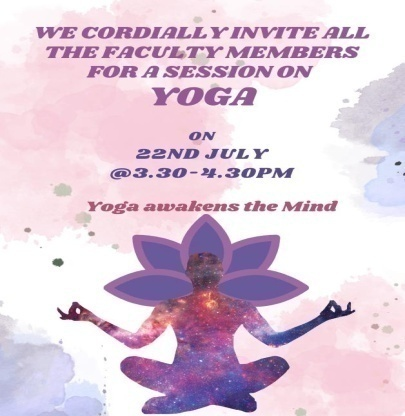 WE CORDIALLY INVITE ALL
THE FACULTY MEMBERS
FOR A SESSION ON
YOGA
ON
22ND JULY
@3.30-4.30PM
Yoga awakens the Mind